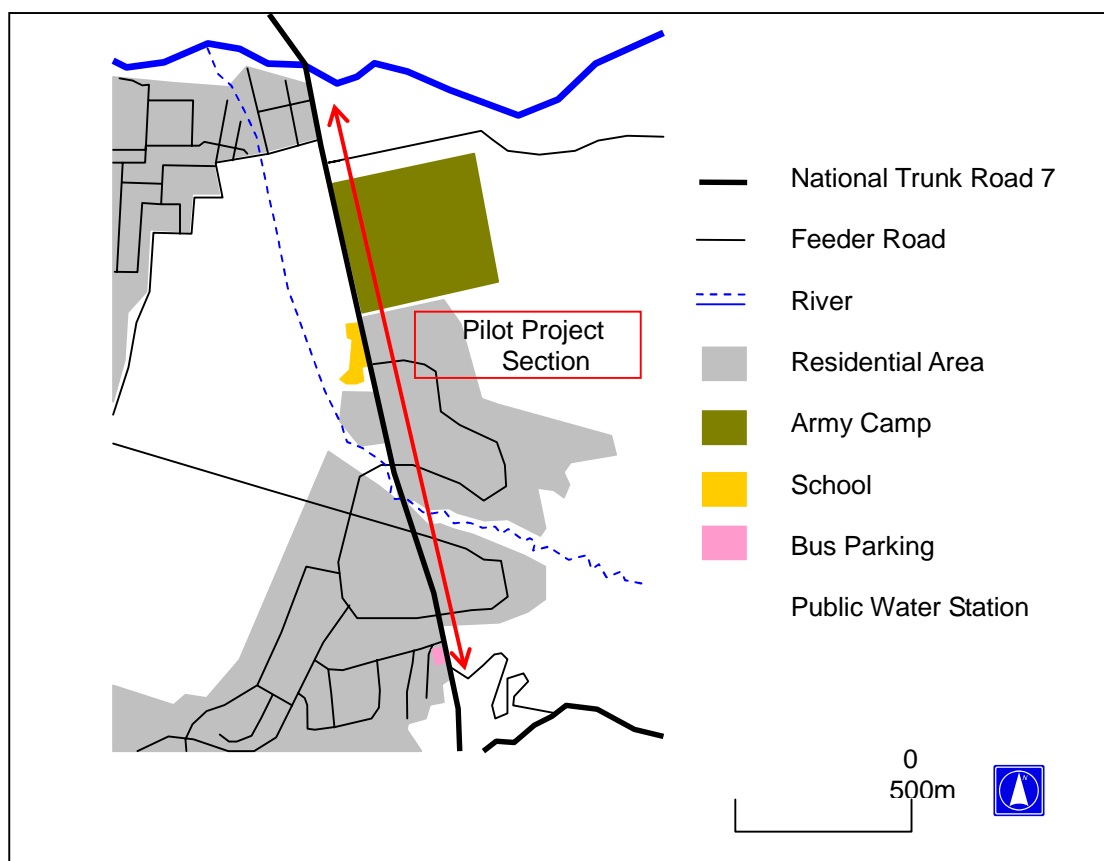 National Trunk Road 7
Feeder Road
River
Pilot Project
Section
Residential Area
Army Camp
School
Bus Parking
Public Water Station
0
500m
N